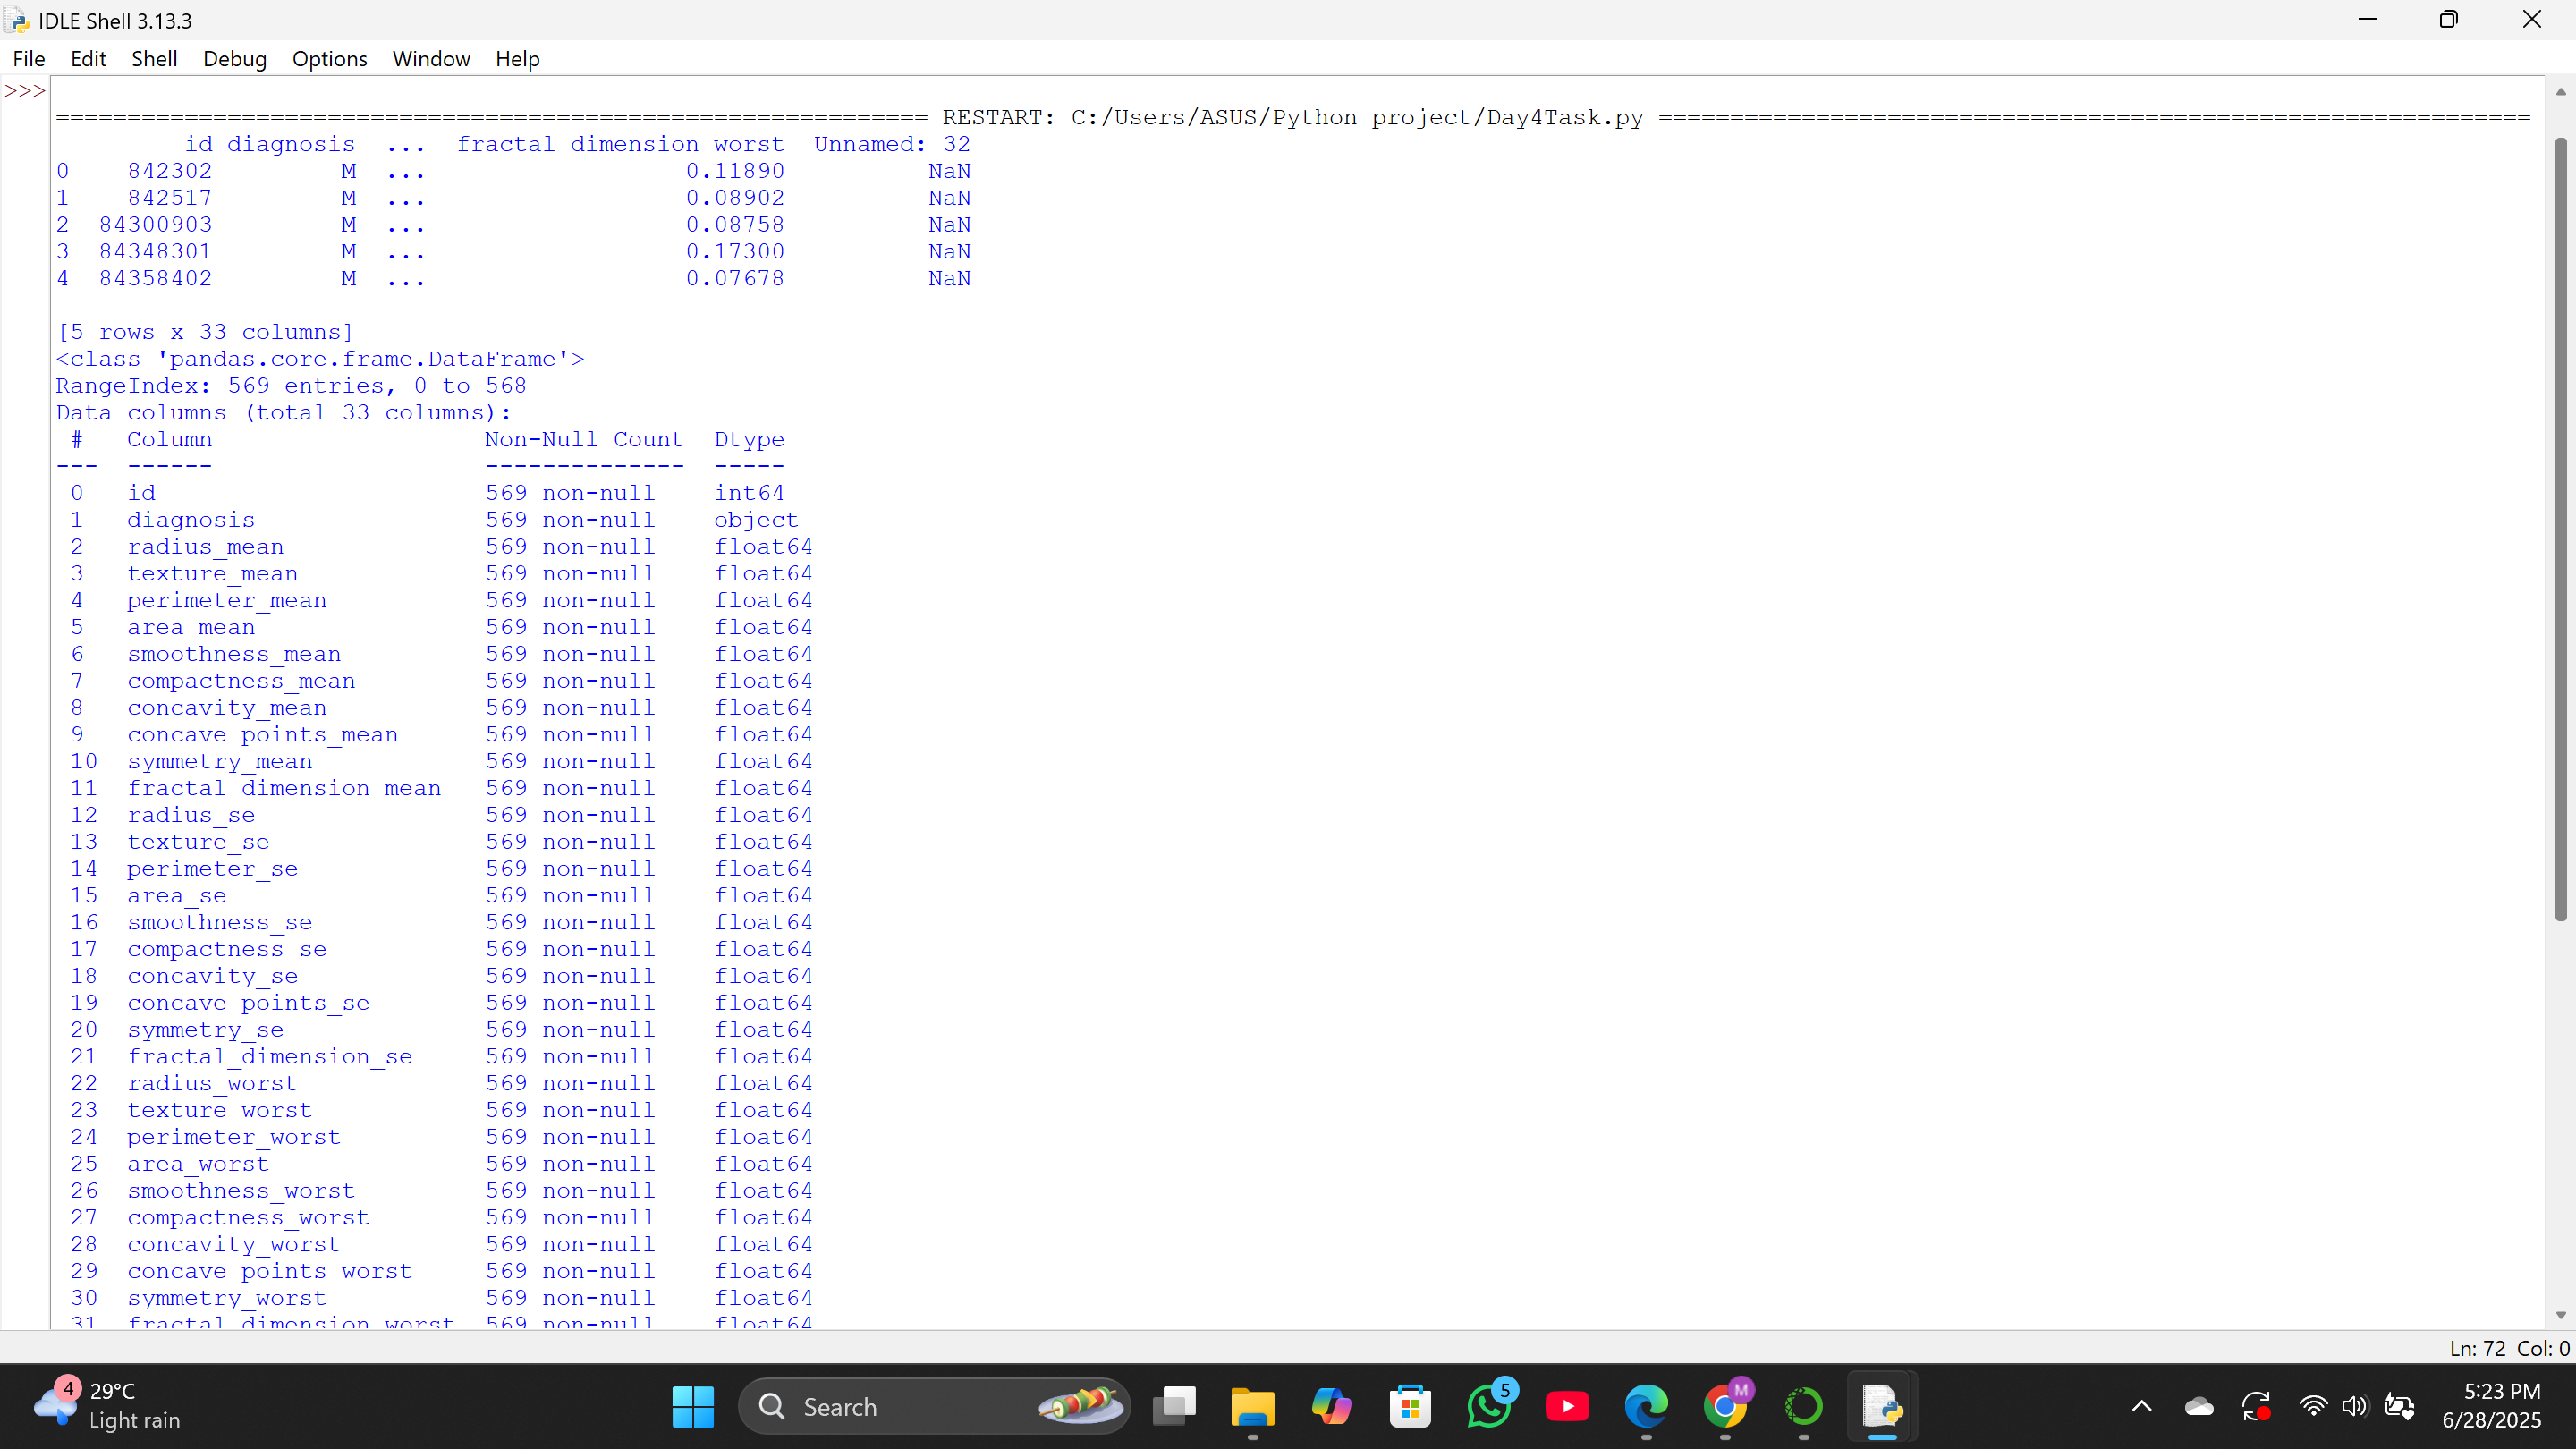 IDLE Shell 3.13.3
File Edit Shell Debug Options Window Help
>>>
============================================================= RESTART: C:/Users/ASUS/Python project/Day4Task.py =============================================================
         id diagnosis  ...  fractal_dimension_worst  Unnamed: 32
0    842302         M  ...                  0.11890          NaN
1    842517         M  ...                  0.08902          NaN
2  84300903         M  ...                  0.08758          NaN
3  84348301         M  ...                  0.17300          NaN
4  84358402         M  ...                  0.07678          NaN
[5 rows x 33 columns]
<class 'pandas.core.frame.DataFrame'>
RangeIndex: 569 entries, 0 to 568
Data columns (total 33 columns):
 #   Column                   Non-Null Count  Dtype
---  ------                   --------------  -----
 0   id                       569 non-null    int64
 1   diagnosis                569 non-null    object
 2   radius_mean              569 non-null    float64
 3   texture_mean             569 non-null    float64
 4   perimeter_mean           569 non-null    float64
 5   area_mean                569 non-null    float64
 6   smoothness_mean          569 non-null    float64
 7   compactness_mean         569 non-null    float64
 8   concavity_mean           569 non-null    float64
 9   concave points_mean      569 non-null    float64
 10  symmetry_mean            569 non-null    float64
 11  fractal_dimension_mean   569 non-null    float64
 12  radius_se                569 non-null    float64
 13  texture_se               569 non-null    float64
 14  perimeter_se             569 non-null    float64
 15  area_se                  569 non-null    float64
 16  smoothness_se            569 non-null    float64
 17  compactness_se           569 non-null    float64
 18  concavity_se             569 non-null    float64
 19  concave points_se        569 non-null    float64
 20  symmetry_se              569 non-null    float64
 21  fractal_dimension_se     569 non-null    float64
 22  radius_worst             569 non-null    float64
 23  texture_worst            569 non-null    float64
 24  perimeter_worst          569 non-null    float64
 25  area_worst               569 non-null    float64
 26  smoothness_worst         569 non-null    float64
 27  compactness_worst        569 non-null    float64
 28  concavity_worst          569 non-null    float64
 29  concave points_worst     569 non-null    float64
 30  symmetry_worst           569 non-null    float64
 31  fractal_dimension_worst  569 non-null    float64
Ln: 72 Col: 0
4
29°C
Light rain
Search
5
M
5:23 PM
6/28/2025